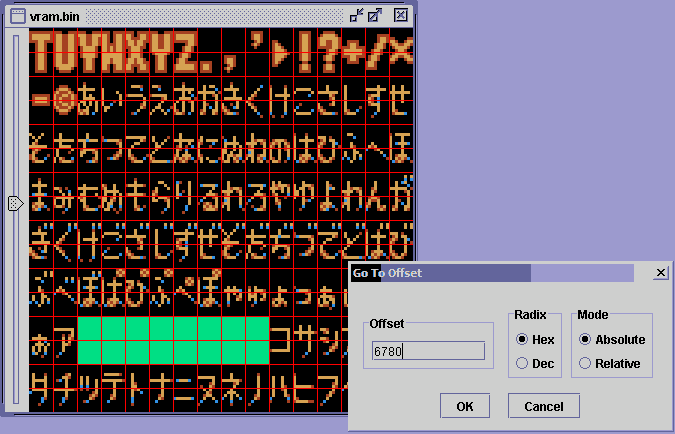 vram.bin
TUVWXYZ.,'▶!?+/×
-◎あいうえおかきくけこさしすせ
そたちつてとなにぬねのはひふへほ
まみむめもらりるれろやゆよわんが
ぎぐげござじずぜぞだぢづでどばび
ぶべぼぱぴぷぺぽゃゅょっぁ
ぉア コサシ
タチツテトナニヌネノハヒフ
Go To Offset
Offset
6780
Radix
Hex
Dec
Mode
Absolute
Relative
OK
Cancel